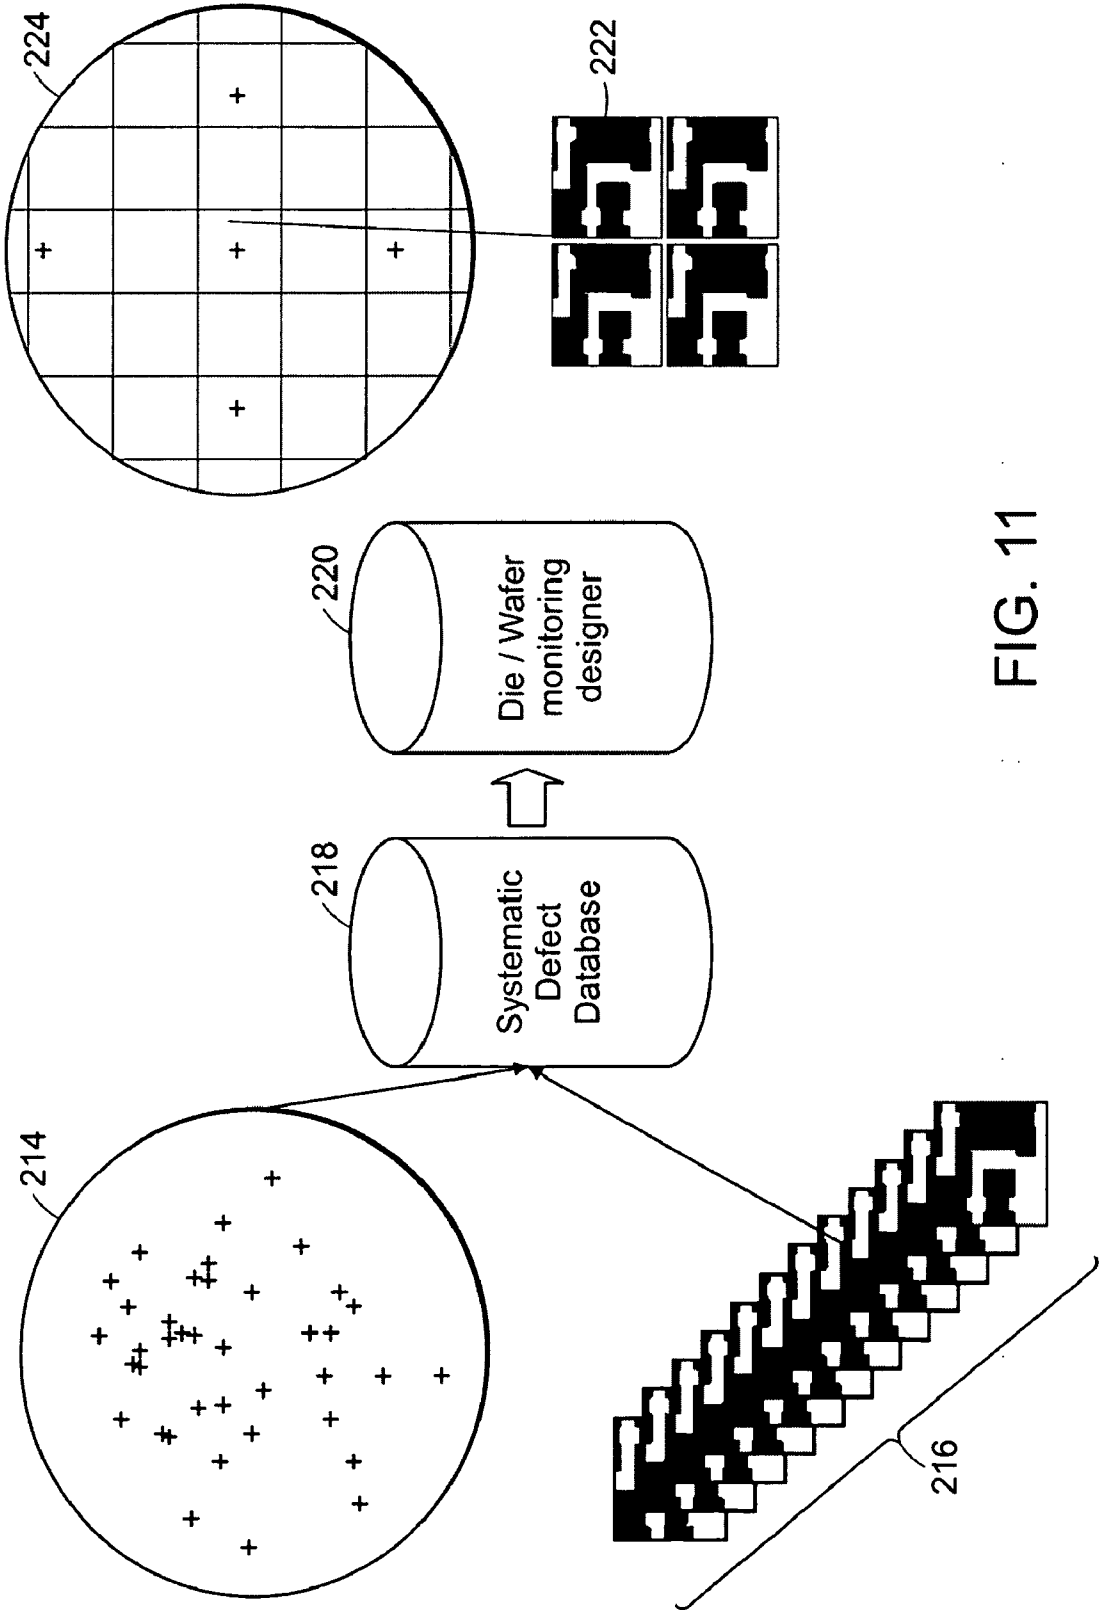 214
216
218
Systematic
Defect
Database
220
Die / Wafer
monitoring
designer
224
222
FIG. 11